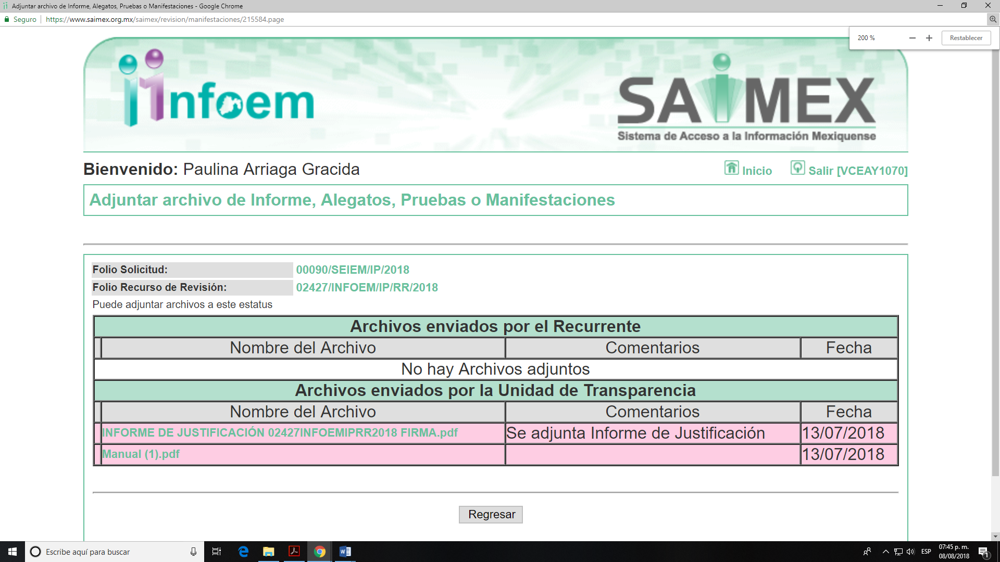 Adjuntar archivo de Informe, Alegatos, Pruebas o Manifestaciones - Google Chrome
Seguro https://www.saimex.org.mx/saimex/revision/manifestaciones/215584.page
200 % Restablecer
infoem
SAIMEX
Sistema de Acceso a la Información Mexiquense
Bienvenido: Paulina Arriaga Gracida
Inicio Salir [VCEAY1070]
Adjuntar archivo de Informe, Alegatos, Pruebas o Manifestaciones
Folio Solicitud: 00090/SEIEM/IP/2018
Folio Recurso de Revisión: 02427/INFOEM/IP/RR/2018
Puede adjuntar archivos a este estatus
Archivos enviados por el Recurrente
Nombre del Archivo Comentarios Fecha
No hay Archivos adjuntos
Archivos enviados por la Unidad de Transparencia
Nombre del Archivo Comentarios Fecha
INFORME DE JUSTIFICACIÓN 02427INFOEMIPRR2018 FIRMA.pdf Se adjunta Informe de Justificación 13/07/2018
Manual (1).pdf 13/07/2018
Regresar
Escribe aquí para buscar
ESP
07:45 p. m.
08/08/2018
1